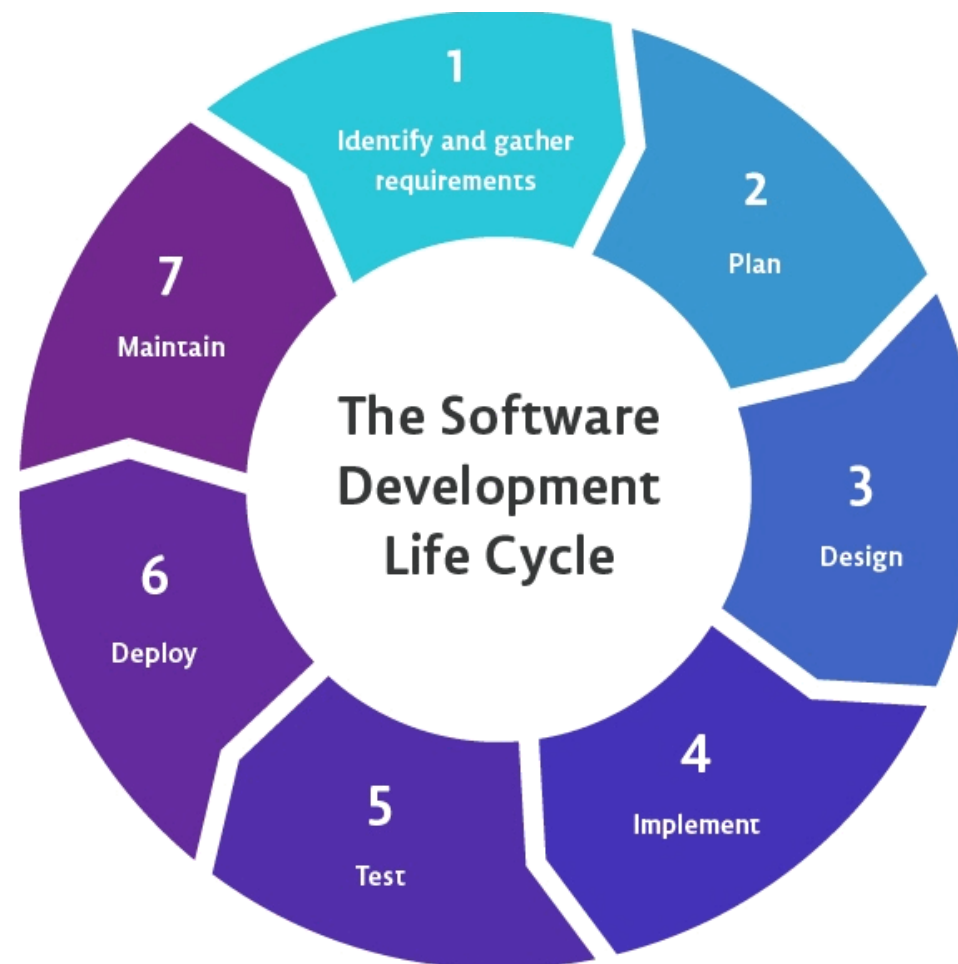 1
Identify and gather
requirements
2
Plan
3
Design
4
Implement
5
Test
6
Deploy
7
Maintain
The Software
Development
Life Cycle